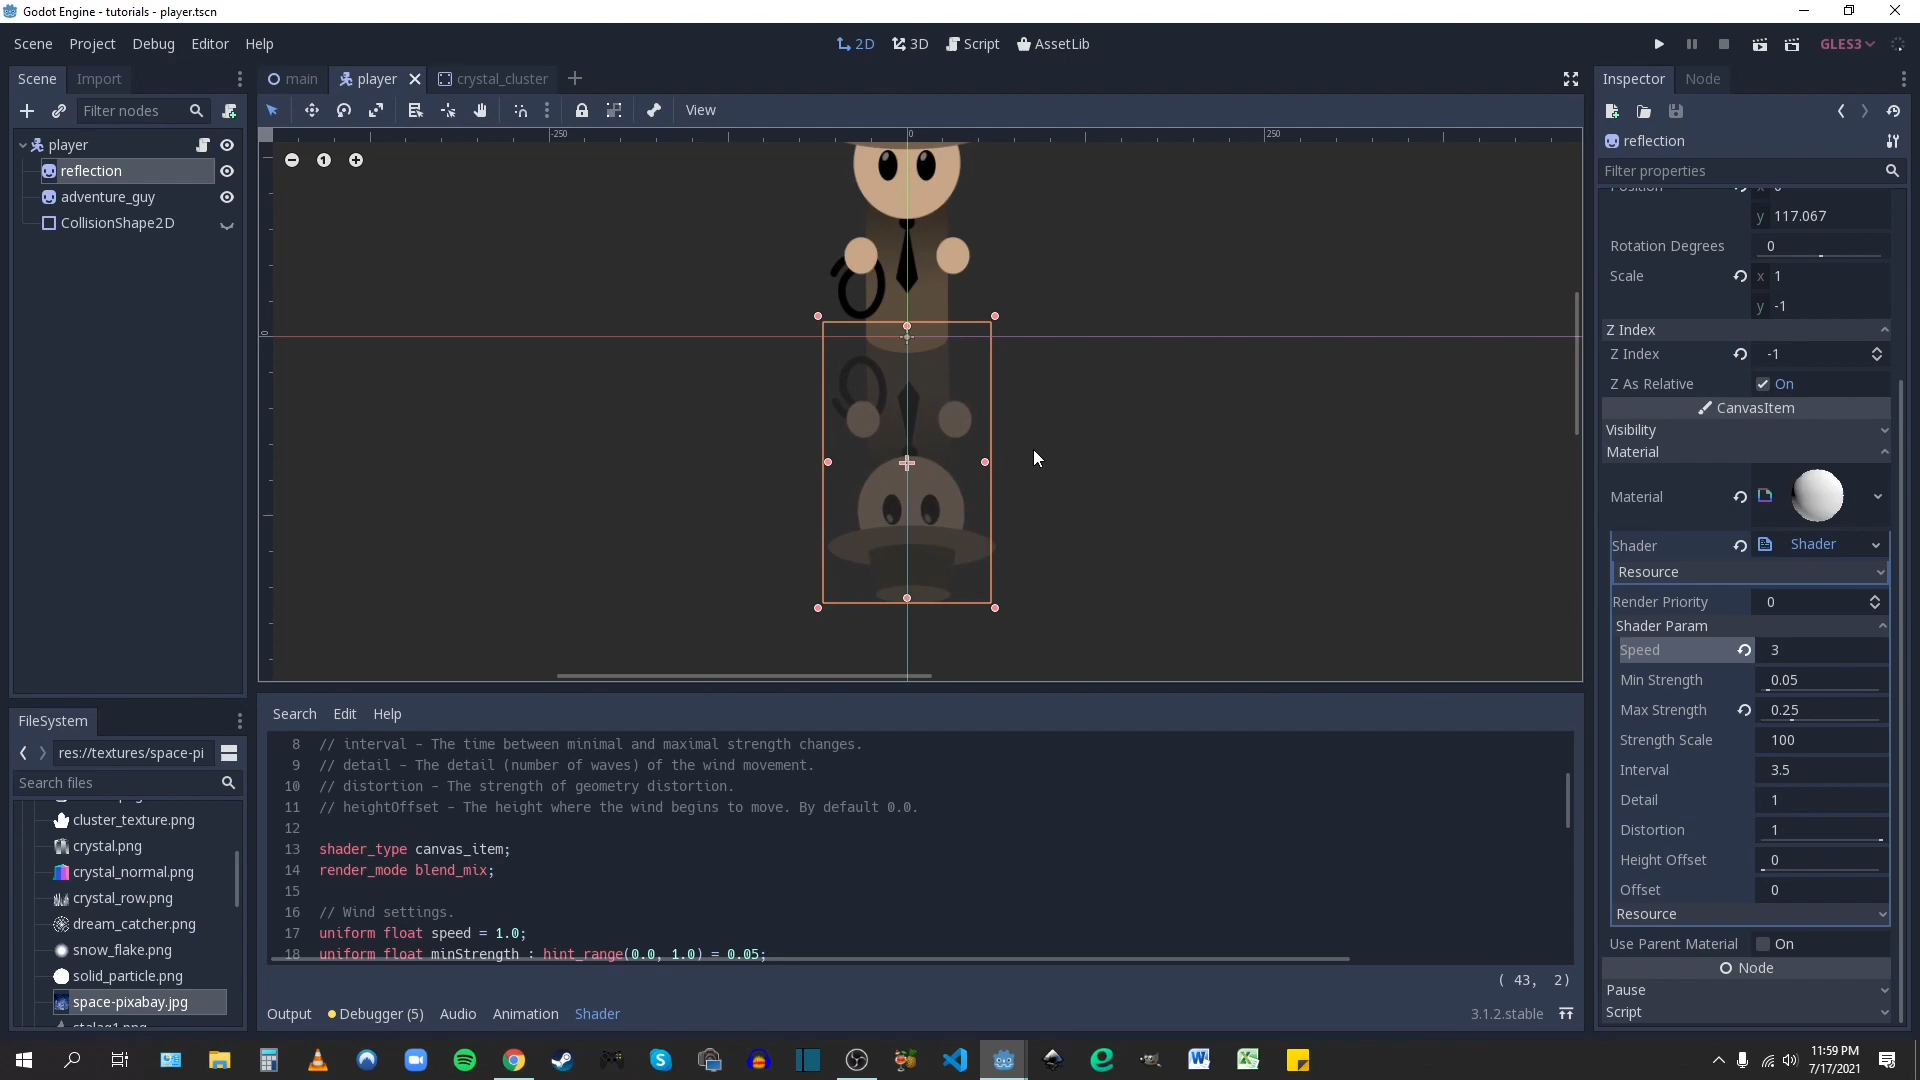 Godot Engine - tutorials - player.tscn
Scene Project Debug Editor Help
2D 3D Script AssetLib
GLES3
Scene Import
main player crystal_cluster
Inspector Node
Filter nodes
View
player
reflection
adventure_guy
CollisionShape2D
-250 0 250
0
1
reflection
Filter properties
y 117.067
Rotation Degrees 0
Scale x 1
y -1
Z Index
Z Index -1
Z As Relative On
CanvasItem
Visibility
Material
Material
Shader Shader
Resource
Render Priority 0
Shader Param
Speed 3
Min Strength 0.05
Max Strength 0.25
Strength Scale 100
Interval 3.5
Detail 1
Distortion 1
Height Offset 0
Offset 0
Resource
Use Parent Material On
Node
Pause
Script
FileSystem
res://textures/space-pi
Search files
cluster_texture.png
crystal.png
crystal_normal.png
crystal_row.png
dream_catcher.png
snow_flake.png
solid_particle.png
space-pixabay.jpg
stalag1.png
Search Edit Help
8 // interval - The time between minimal and maximal strength changes.
9 // detail - The detail (number of waves) of the wind movement.
10 // distortion - The strength of geometry distortion.
11 // heightOffset - The height where the wind begins to move. By default 0.0.
12
13 shader_type canvas_item;
14 render_mode blend_mix;
15
16 // Wind settings.
17 uniform float speed = 1.0;
18 uniform float minStrength : hint_range(0.0, 1.0) = 0.05;
( 43, 2)
Output Debugger (5) Audio Animation Shader
3.1.2.stable
11:59 PM
7/17/2021